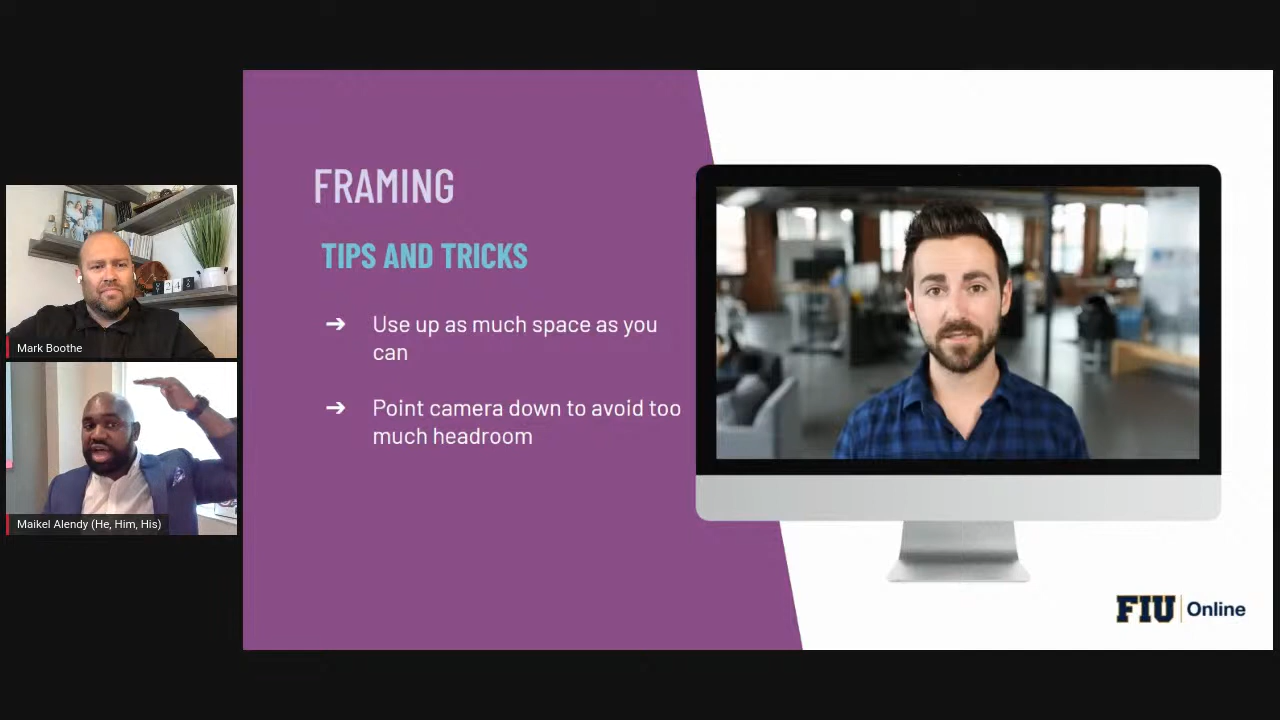 FRAMING
TIPS AND TRICKS
➔ Use up as much space as you
can
➔ Point camera down to avoid too
much headroom
Mark Boothe
Maikel Alendy (He, Him, His)
FIU Online